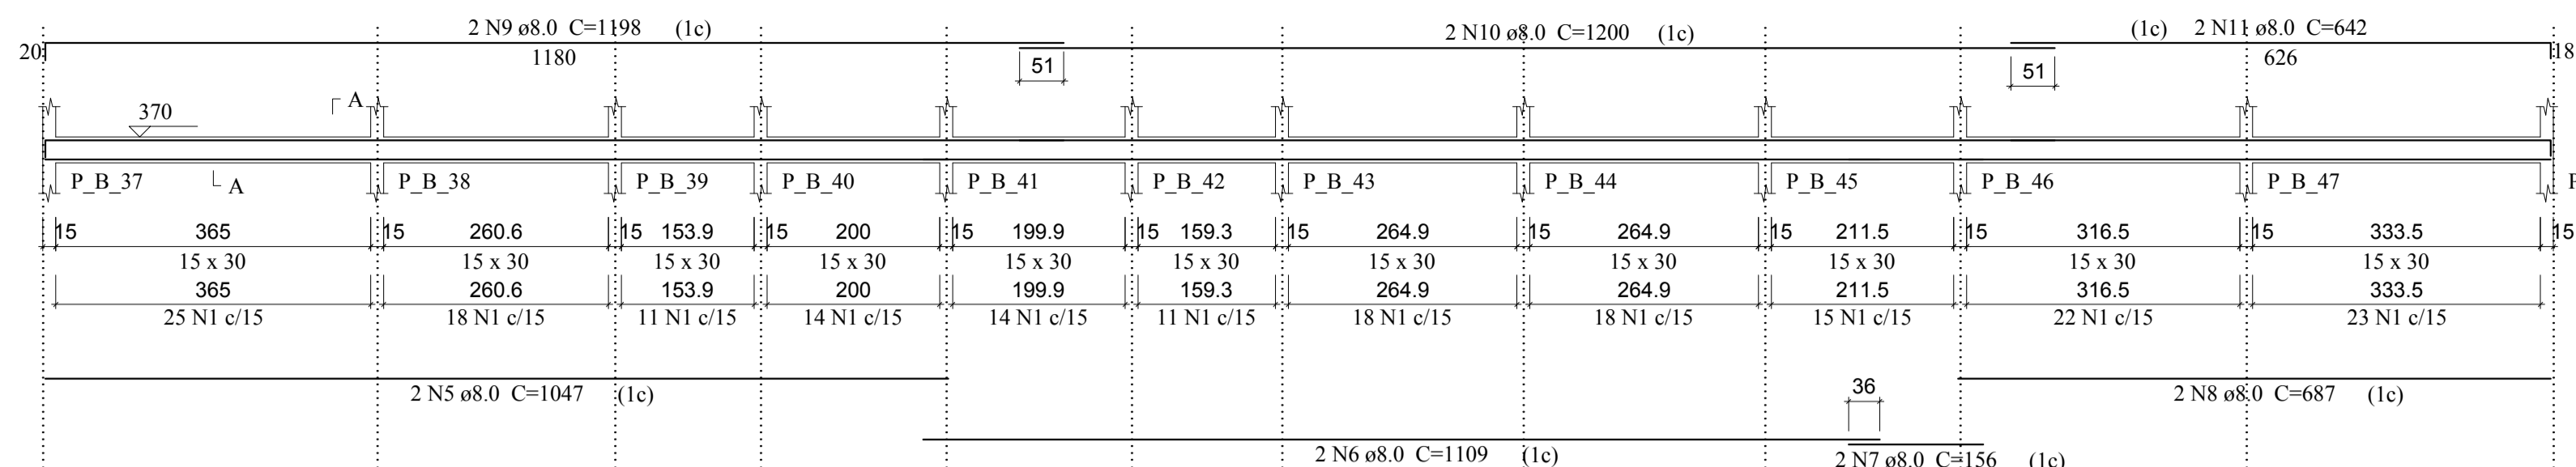 2 N9 ø8.0 C=1198 (1c)
2 N10 ø8.0 C=1200 (1c)
(1c) 2 N11 ø8.0 C=642
20 1180 51 51 626 18
370 A
P_B_37 A P_B_38 P_B_39 P_B_40 P_B_41 P_B_42 P_B_43 P_B_44 P_B_45 P_B_46 P_B_47
15 365 15 260.6 15 153.9 15 200 15 199.9 15 159.3 15 264.9 15 264.9 15 211.5 15 316.5 15 333.5 15
15 x 30 15 x 30 15 x 30 15 x 30 15 x 30 15 x 30 15 x 30 15 x 30 15 x 30 15 x 30 15 x 30
365 260.6 153.9 200 199.9 159.3 264.9 264.9 211.5 316.5 333.5
25 N1 c/15 18 N1 c/15 11 N1 c/15 14 N1 c/15 14 N1 c/15 11 N1 c/15 18 N1 c/15 18 N1 c/15 15 N1 c/15 22 N1 c/15 23 N1 c/15
2 N5 ø8.0 C=1047 (1c) 36 2 N8 ø8.0 C=687 (1c)
2 N6 ø8.0 C=1109 (1c) 2 N7 ø8.0 C=156 (1c)